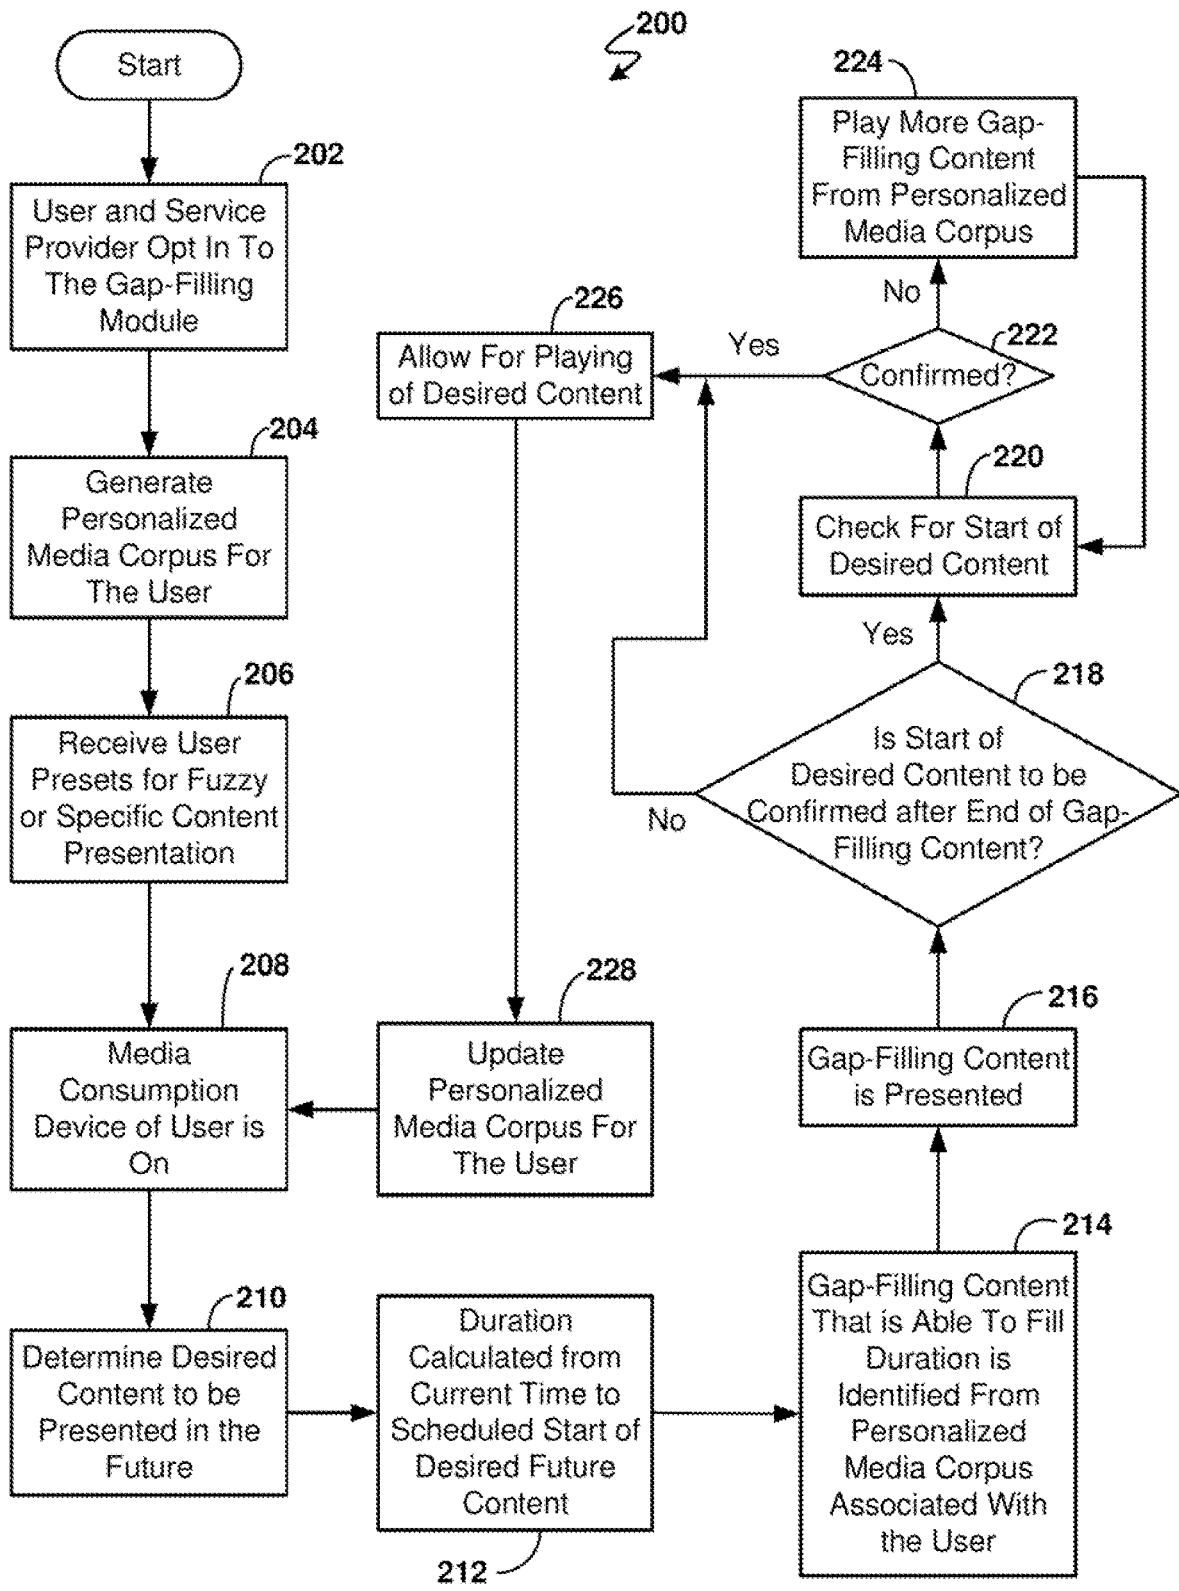 200
Start
202
User and Service
Provider Opt In To
The Gap-Filling
Module
204
Generate
Personalized
Media Corpus For
The User
206
Receive User
Presets for Fuzzy
or Specific Content
Presentation
208
Media
Consumption
Device of User is
On
210
Determine Desired
Content to be
Presented in the
Future
Duration
Calculated from
Current Time to
Scheduled Start of
Desired Future
Content
212
214
Gap-Filling Content
That is Able To Fill
Duration is
Identified From
Personalized
Media Corpus
Associated With
the User
216
Gap-Filling Content
is Presented
218
Is Start of
Desired Content to be
Confirmed after End of Gap-
Filling Content?
Yes
No
220
Check For Start of
Desired Content
222
Confirmed?
No
Yes
224
Play More Gap-
Filling Content
From Personalized
Media Corpus
226
Allow For Playing
of Desired Content
228
Update
Personalized
Media Corpus For
The User